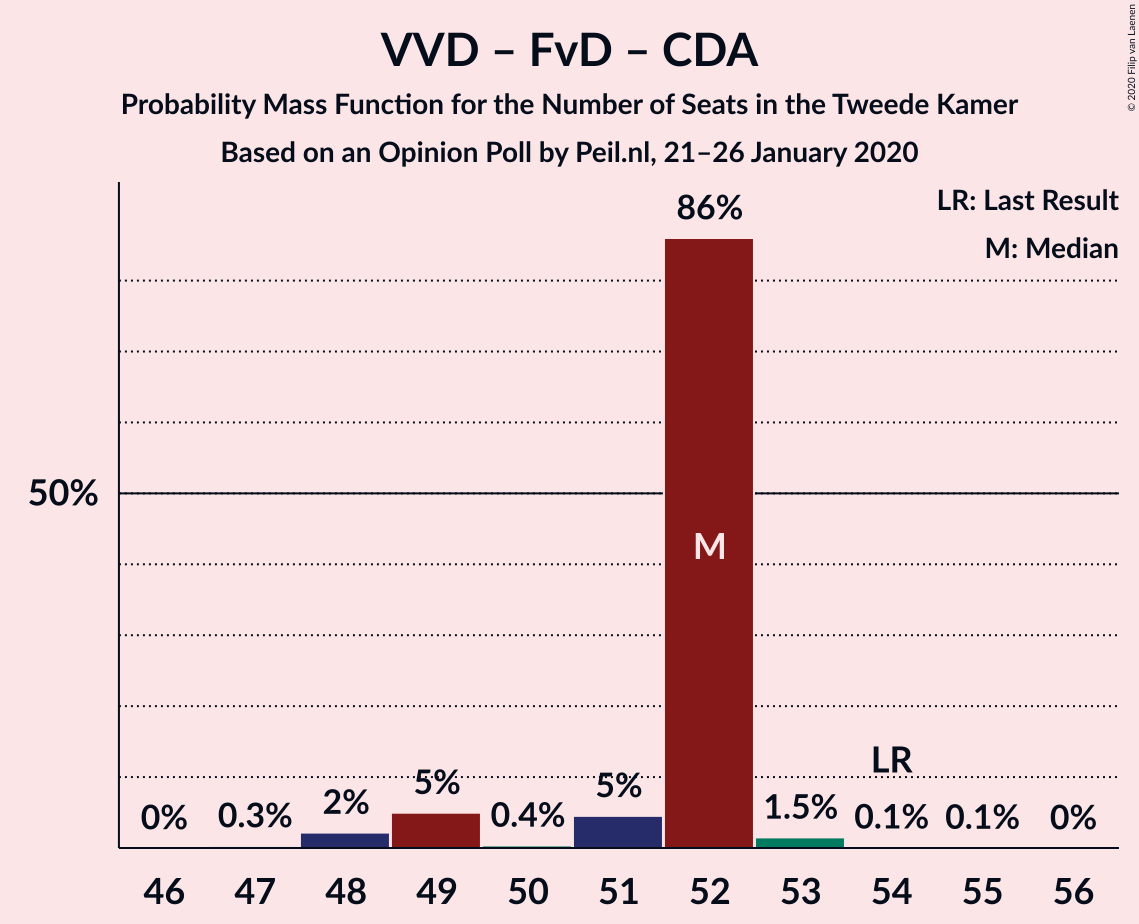 VVD – FvD – CDA
Probability Mass Function for the Number of Seats in the Tweede Kamer
Based on an Opinion Poll by Peil.nl, 21–26 January 2020
© 2020 Filip van Laenen
LR: Last Result
M: Median
86%
50%
M
LR
0%
0.3%
2%
5%
0.4%
5%
1.5%
0.1%
0.1%
0%
46 47 48 49 50 51 52 53 54 55 56